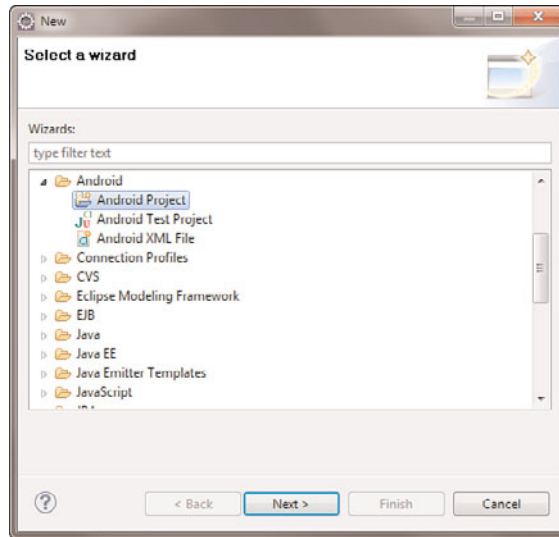 New
Select a wizard
Wizards:
type filter text
Android
Android Project
Android Test Project
Android XML File
Connection Profiles
CVS
Eclipse Modeling Framework
EJB
Java
Java EE
Java Emitter Templates
JavaScript
< Back
Next >
Finish
Cancel